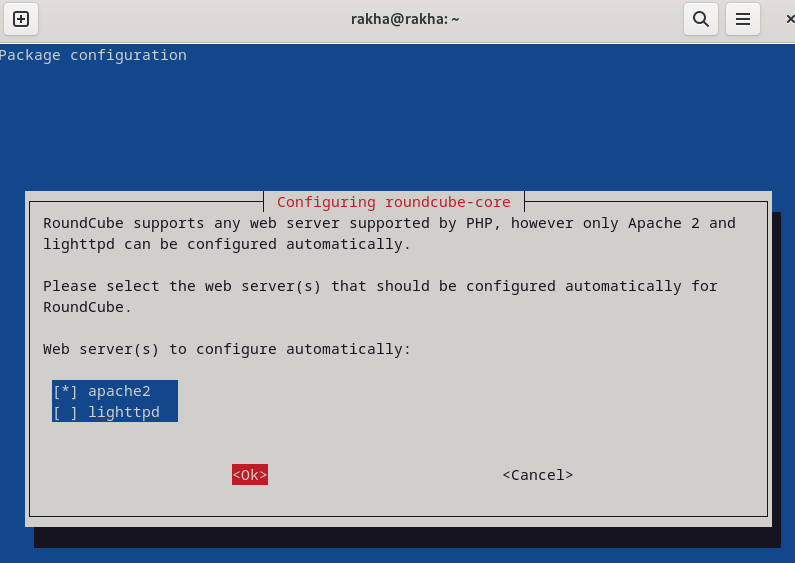 rakha@rakha: ~
Package configuration
Configuring roundcube-core
RoundCube supports any web server supported by PHP, however only Apache 2 and
lighttpd can be configured automatically.
Please select the web server(s) that should be configured automatically for
RoundCube.
Web server(s) to configure automatically:
[*] apache2
[ ] lighttpd
<Ok> <Cancel>